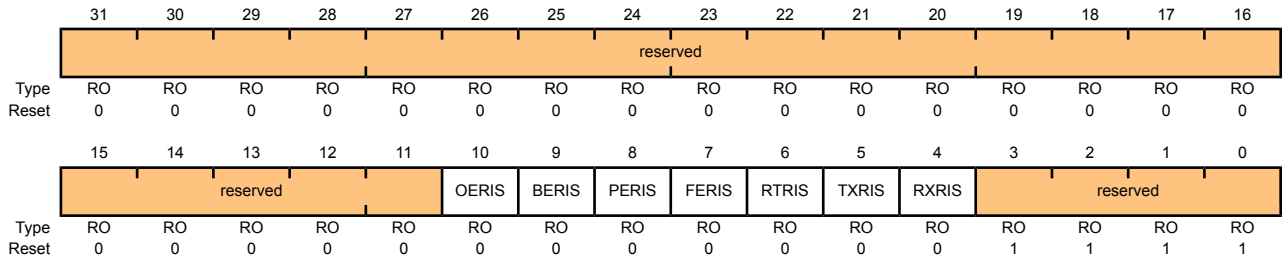 31 30 29 28 27 26 25 24 23 22 21 20 19 18 17 16
reserved
Type RO RO RO RO RO RO RO RO RO RO RO RO RO RO RO RO
Reset 0 0 0 0 0 0 0 0 0 0 0 0 0 0 0 0
15 14 13 12 11 10 9 8 7 6 5 4 3 2 1 0
reserved OERIS BERIS PERIS FERIS RTRIS TXRIS RXRIS reserved
Type RO RO RO RO RO RO RO RO RO RO RO RO RO RO RO RO
Reset 0 0 0 0 0 0 0 0 0 0 0 0 1 1 1 1